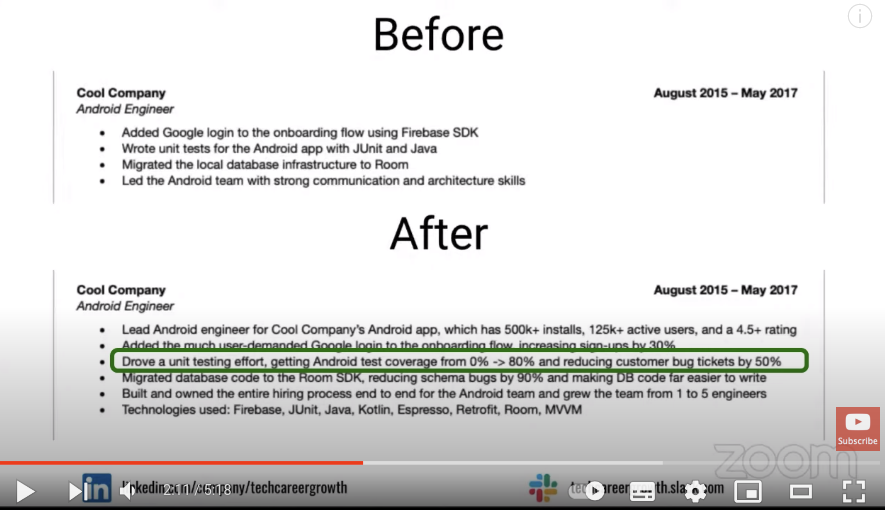 Before
Cool Company August 2015 – May 2017
Android Engineer
• Added Google login to the onboarding flow using Firebase SDK
• Wrote unit tests for the Android app with JUnit and Java
• Migrated the local database infrastructure to Room
• Led the Android team with strong communication and architecture skills
After
Cool Company August 2015 – May 2017
Android Engineer
• Lead Android engineer for Cool Company's Android app, which has 500k+ installs, 125k+ active users, and a 4.5+ rating
• Added the much user-demanded Google login to the onboarding flow, increasing sign-ups by 30%
• Drove a unit testing effort, getting Android test coverage from 0% -> 80% and reducing customer bug tickets by 50%
• Migrated database code to the Room SDK, reducing schema bugs by 90% and making DB code far easier to write
• Built and owned the entire hiring process end to end for the Android team and grew the team from 1 to 5 engineers
• Technologies used: Firebase, JUnit, Java, Kotlin, Espresso, Retrofit, Room, MVVM
Subscribe
zoom
in linkedin.com/company/techcareergrowth
2:11 / 5:18